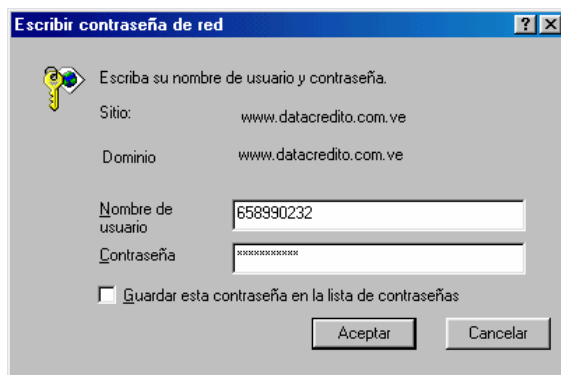 Escribir contraseña de red
Escriba su nombre de usuario y contraseña.
Sitio: www.datacredito.com.ve
Dominio www.datacredito.com.ve
Nombre de usuario 658990232
Contraseña ***********
Guardar esta contraseña en la lista de contraseñas
Aceptar Cancelar